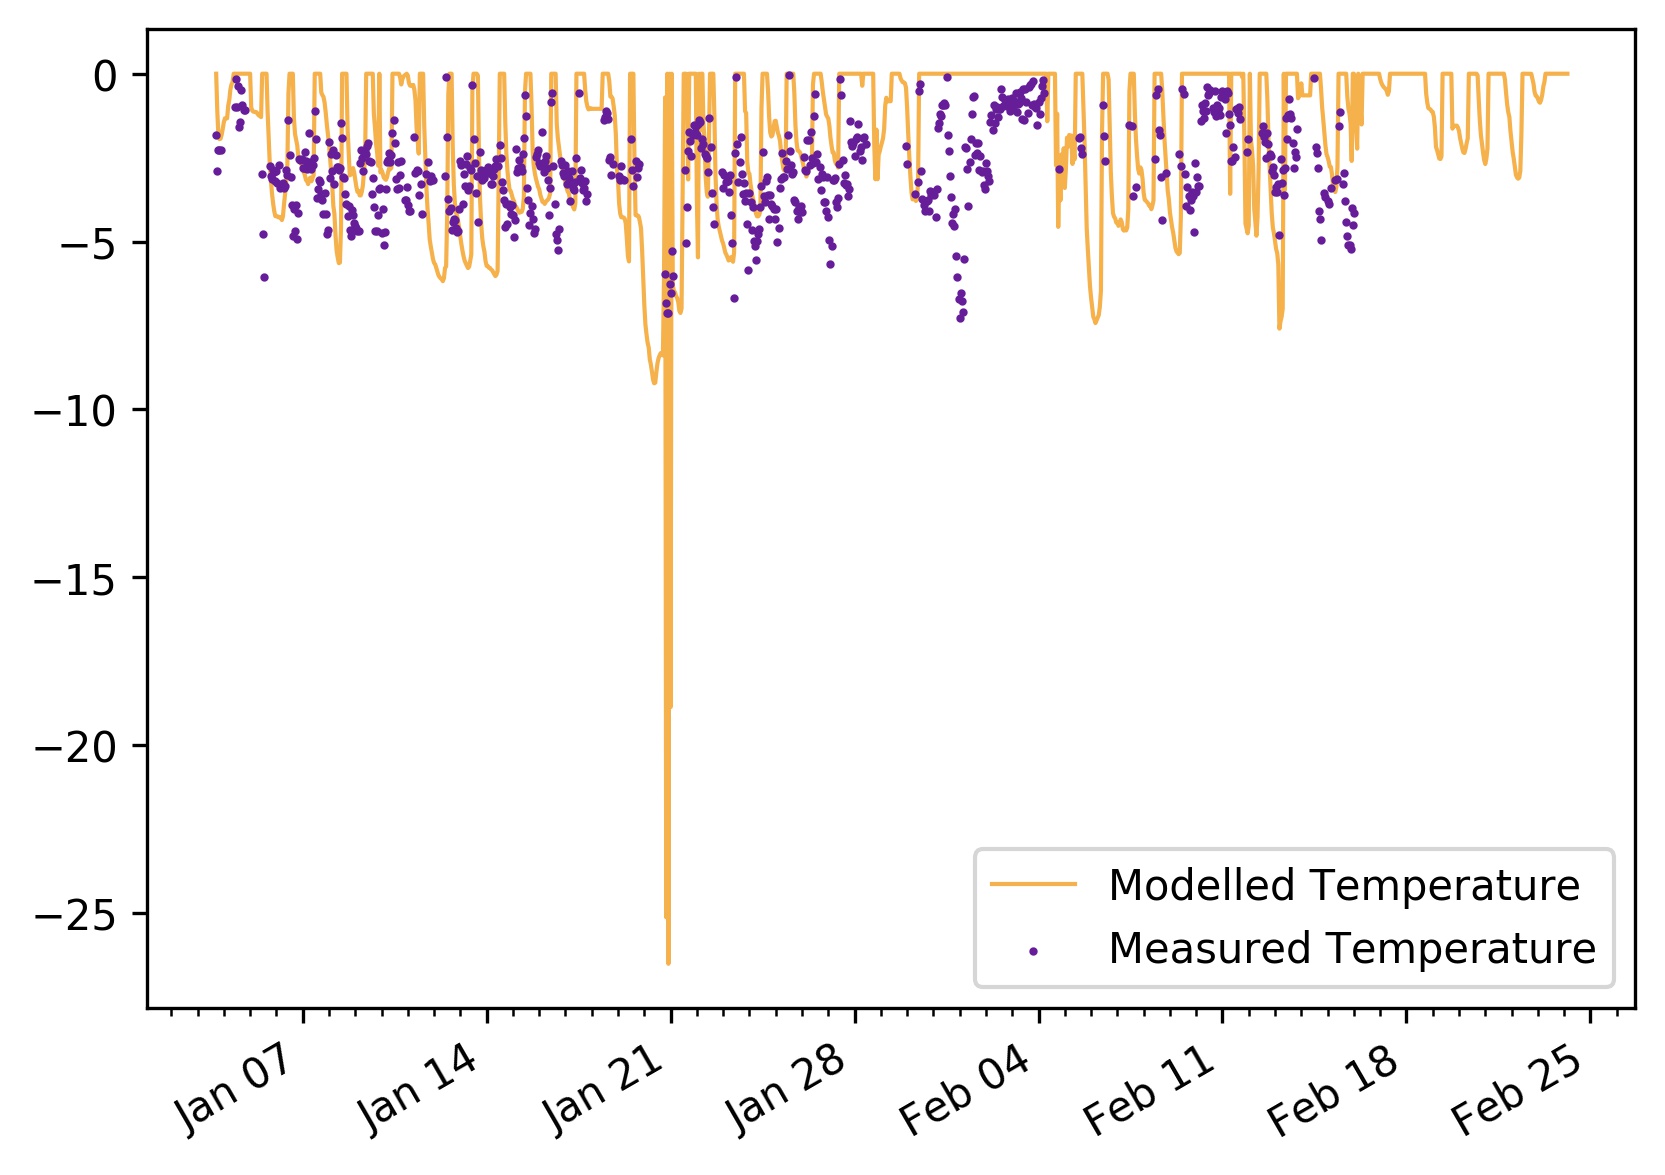 0
−5
−10
−15
−20
−25
Modelled Temperature
Measured Temperature
Jan 07
Jan 14
Jan 21
Jan 28
Feb 04
Feb 11
Feb 18
Feb 25